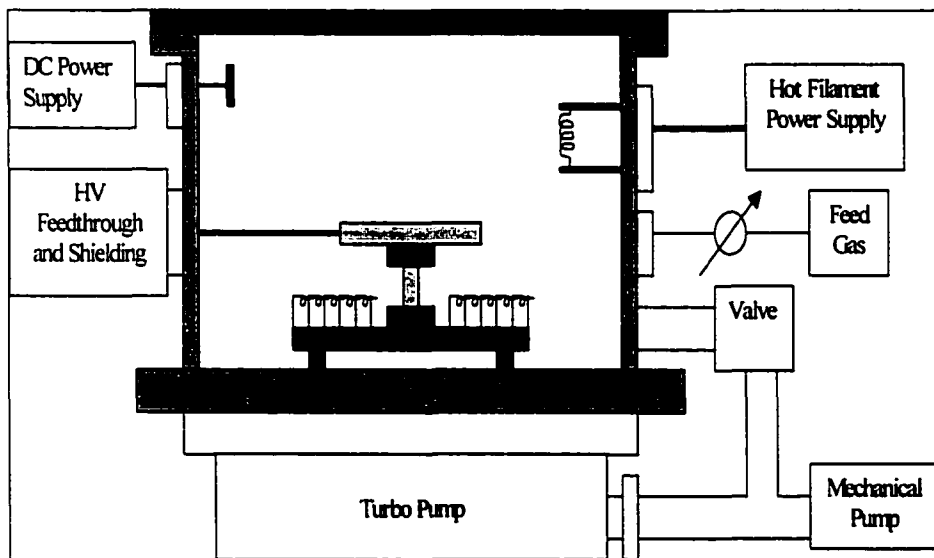 DC Power
Supply
Hot Filament
Power Supply
HV
Feedthrough
and Shielding
Feed
Gas
Valve
Turbo Pump
Mechanical
Pump